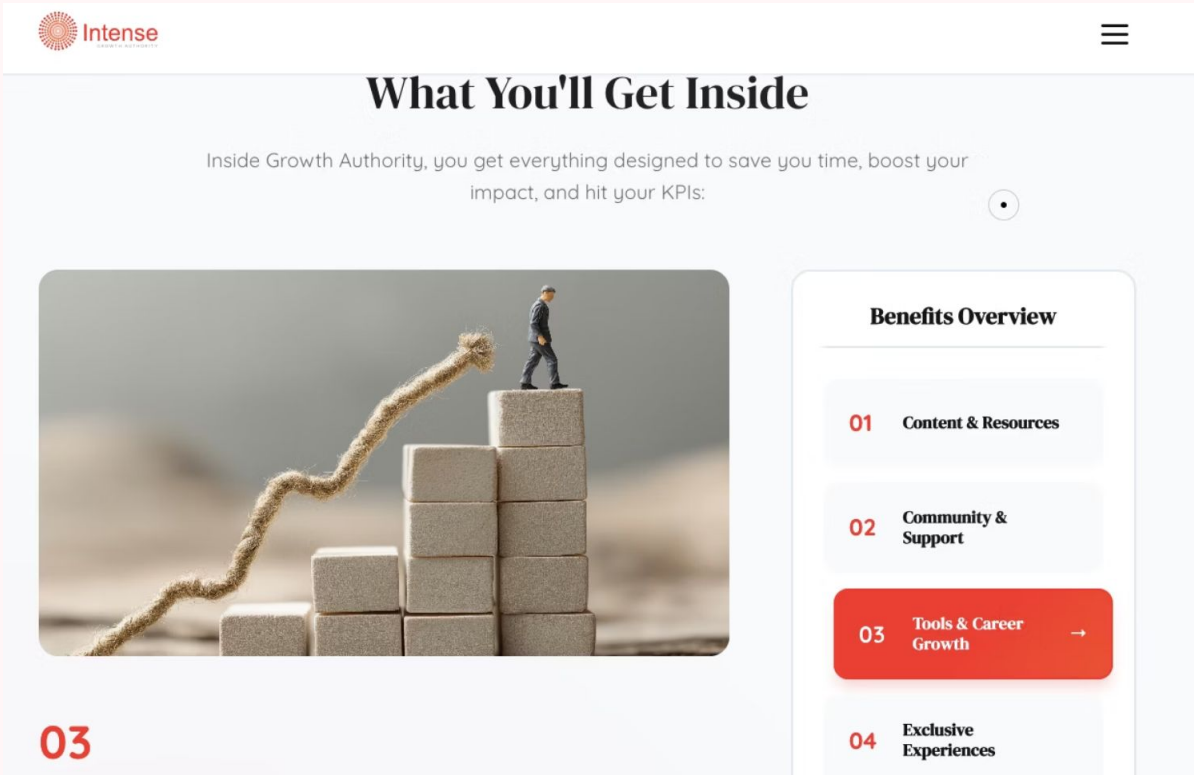 Intense
GROWTH AUTHORITY
What You'll Get Inside
Inside Growth Authority, you get everything designed to save you time, boost your
impact, and hit your KPIs:
Benefits Overview
01 Content & Resources
02 Community &
Support
03 Tools & Career
Growth →
04 Exclusive
Experiences
03